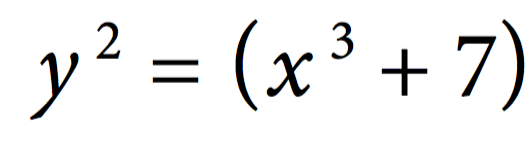 y² = (x³ + 7)